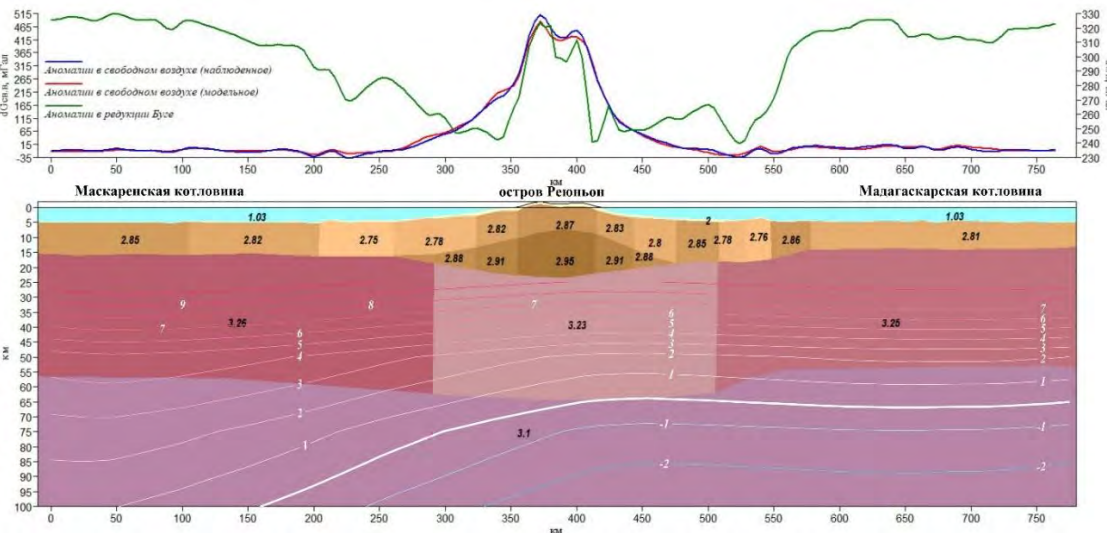 515
465
415
365
315
265
215
165
115
65
15
-35
dGсв.в, мГал
330
320
310
300
290
280
270
260
250
240
230
Аномалии в свободном воздухе (наблюденное)
Аномалии в свободном воздухе (модельное)
Аномалии в редукции Буге
0 50 100 150 200 250 300 350 400 450 500 550 600 650 700 750
км
Маскаренская котловина остров Реюньон Мадагаскарская котловина
0
5
10
15
20
25
30
35
40
45
50
55
60
65
70
75
80
85
90
95
100
км
1.03 2 1.03
2.85 2.82 2.75 2.78 2.82 2.87 2.83 2.8 2.85 2.78 2.76 2.86 2.81
2.88 2.91 2.95 2.91 2.88
9 8 7 7
7 3.26 6 3.23 6 3.25 6
5 5 5
4 4 4
3 3
4 2 2
3 1 1
2
1 3.1 -1 -1
-2 -2
0 50 100 150 200 250 300 350 400 450 500 550 600 650 700 750
км